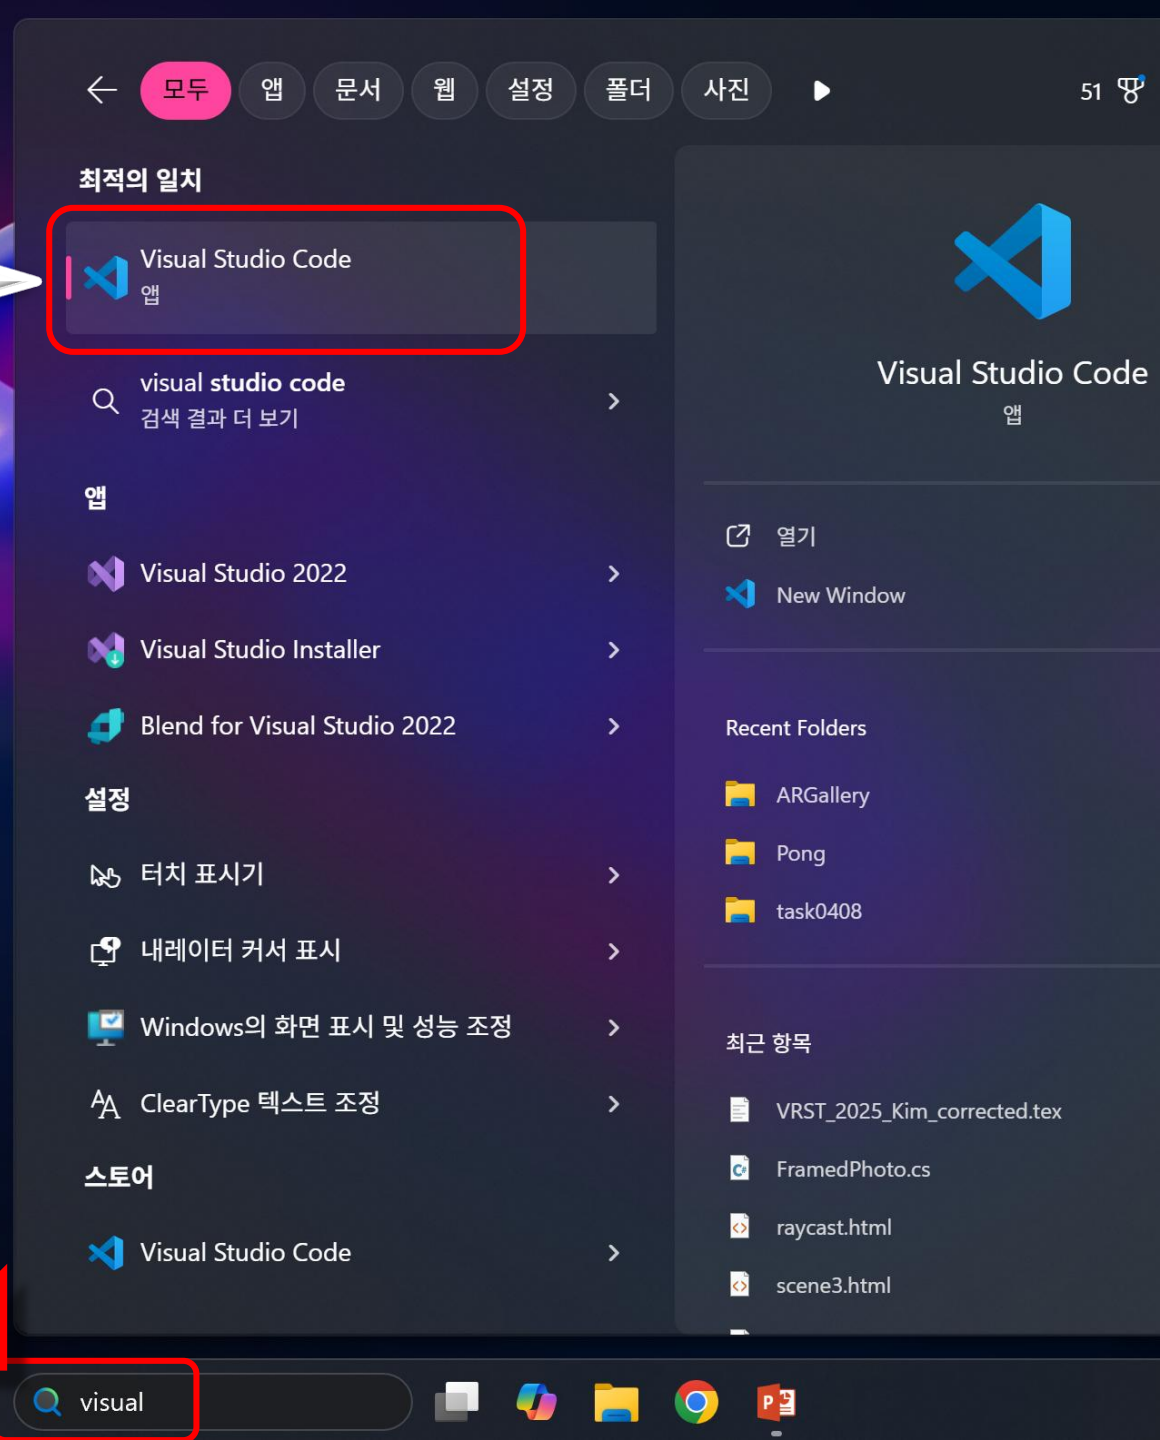 모두 앱 문서 웹 설정 폴더 사진 51
최적의 일치
Visual Studio Code
앱
visual studio code
검색 결과 더 보기
앱
Visual Studio 2022
Visual Studio Installer
Blend for Visual Studio 2022
설정
터치 표시기
내레이터 커서 표시
Windows의 화면 표시 및 성능 조정
ClearType 텍스트 조정
스토어
Visual Studio Code
Visual Studio Code
앱
열기
New Window
Recent Folders
ARGallery
Pong
task0408
최근 항목
VRST_2025_Kim_corrected.tex
FramedPhoto.cs
raycast.html
scene3.html
visual